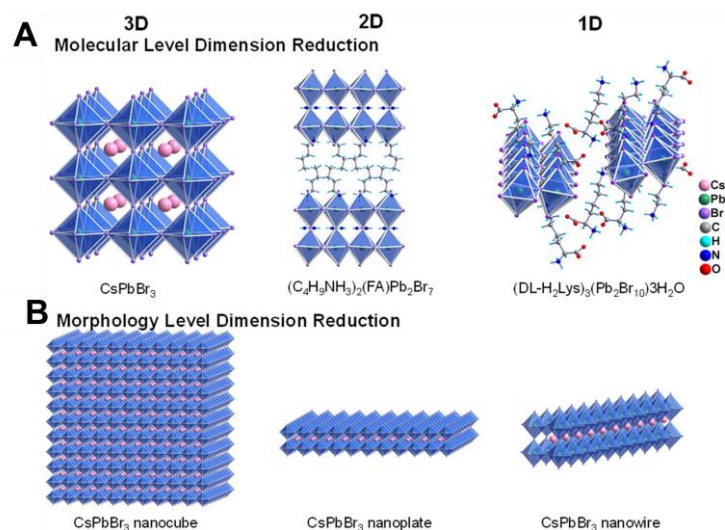 A
3D
2D
1D
Molecular Level Dimension Reduction
Cs
Pb
Br
C
H
N
O
CsPbBr₃
(C₄H₉NH₃)₂(FA)Pb₂Br₇
(DL-H₂Lys)₃(Pb₂Br₁₀)3H₂O
B
Morphology Level Dimension Reduction
CsPbBr₃ nanocube
CsPbBr₃ nanoplate
CsPbBr₃ nanowire